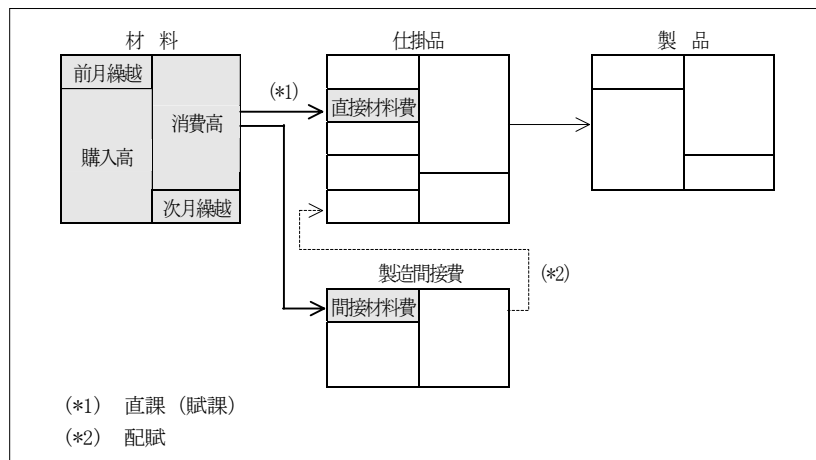 材　料
仕掛品
製　品
前月繰越
(*1)
直接材料費
消費高
購入高
次月繰越
製造間接費
(*2)
間接材料費
(*1)　直課（賦課）
(*2)　配賦